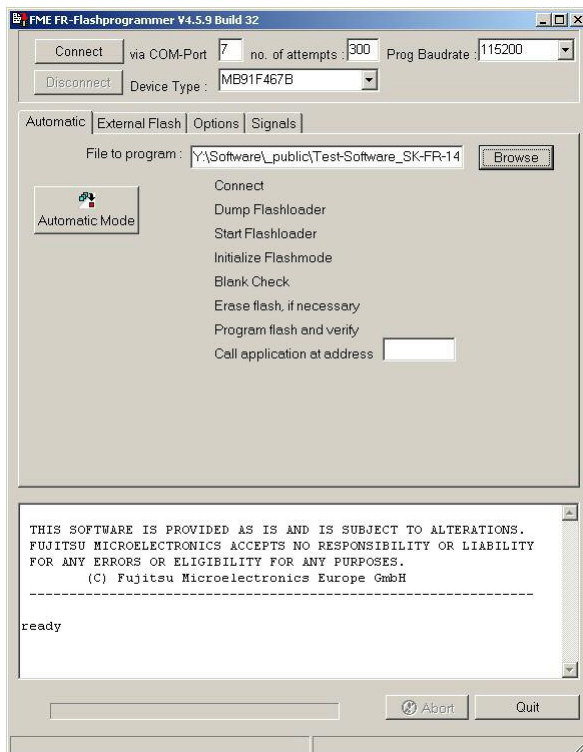 FME FR-Flashprogrammer V4.5.9 Build 32
Connect via COM-Port 7 no. of attempts : 300 Prog Baudrate : 115200
Disconnect Device Type : MB91F467B
Automatic External Flash Options Signals
File to program : Y:\Software\_public\Test-Software_SK-FR-14 Browse
Automatic Mode
Connect
Dump Flashloader
Start Flashloader
Initialize Flashmode
Blank Check
Erase flash, if necessary
Program flash and verify
Call application at address
THIS SOFTWARE IS PROVIDED AS IS AND IS SUBJECT TO ALTERATIONS.
FUJITSU MICROELECTRONICS ACCEPTS NO RESPONSIBILITY OR LIABILITY
FOR ANY ERRORS OR ELIGIBILITY FOR ANY PURPOSES.
(C) Fujitsu Microelectronics Europe GmbH
----------------------------------------------------------------
ready
Abort Quit